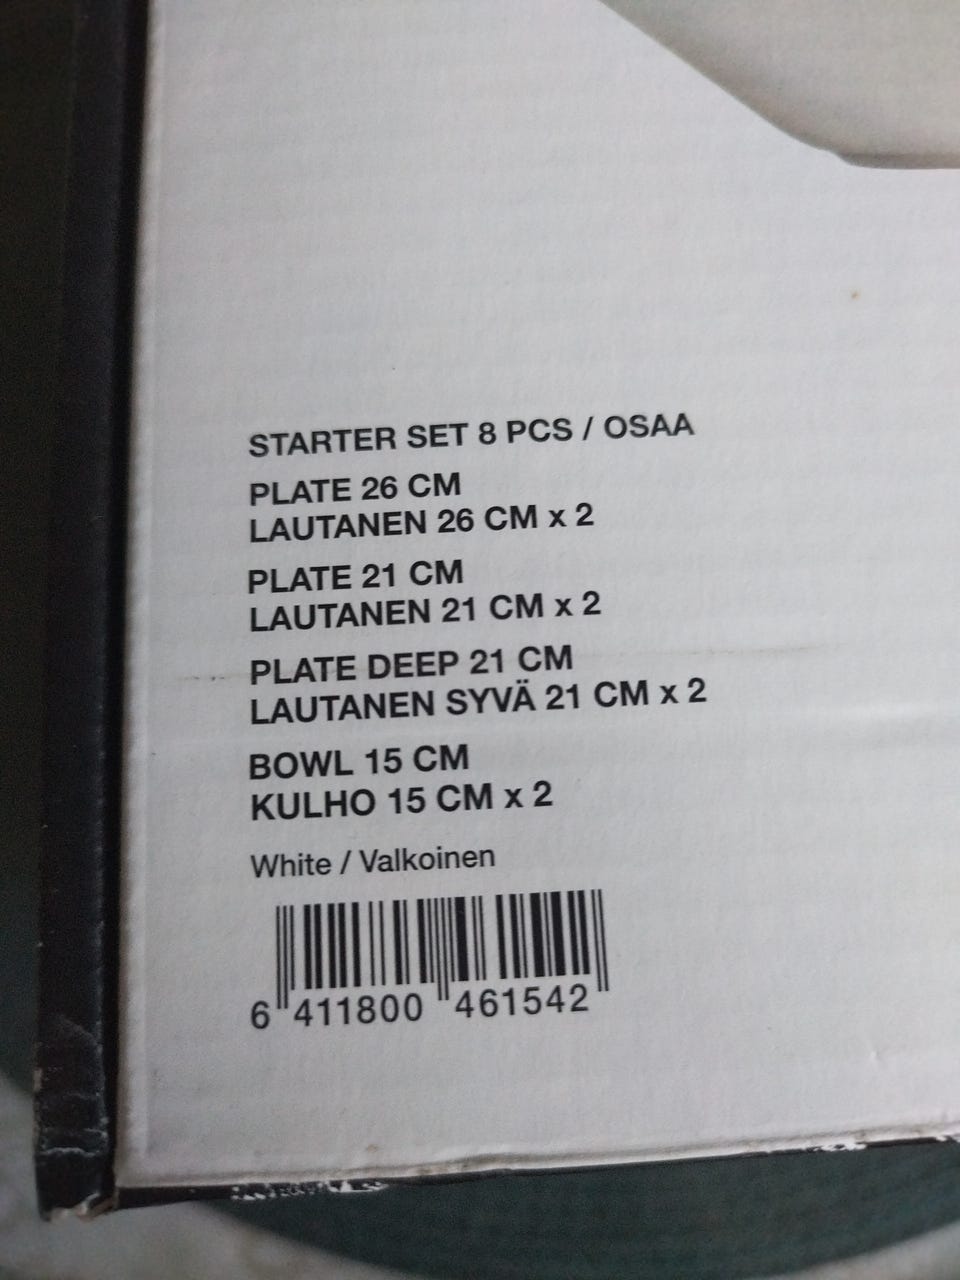 STARTER SET 8 PCS / OSAA
PLATE 26 CM
LAUTANEN 26 CM x 2
PLATE 21 CM
LAUTANEN 21 CM x 2
PLATE DEEP 21 CM
LAUTANEN SYVÄ 21 CM x 2
BOWL 15 CM
KULHO 15 CM x 2
White / Valkoinen
6 411800 461542